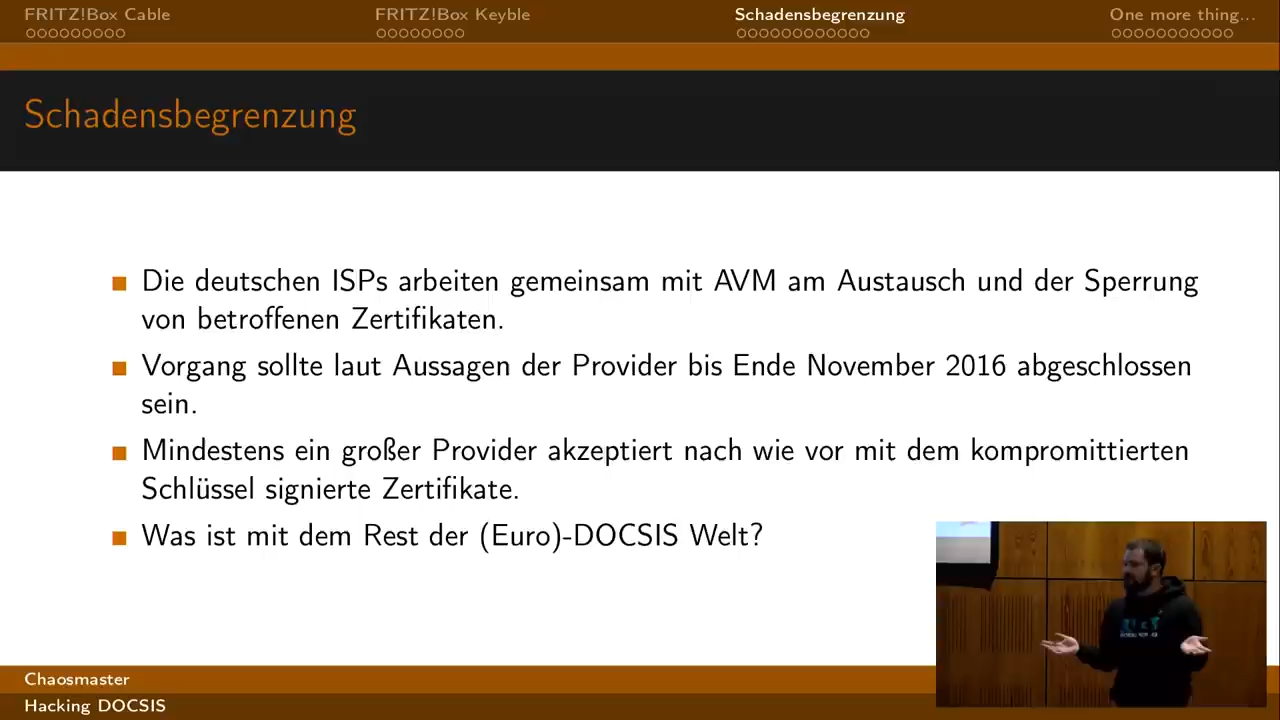 FRITZ!Box Cable
FRITZ!Box Keyble
Schadensbegrenzung
One more thing...
Schadensbegrenzung
Die deutschen ISPs arbeiten gemeinsam mit AVM am Austausch und der Sperrung
von betroffenen Zertifikaten.
Vorgang sollte laut Aussagen der Provider bis Ende November 2016 abgeschlossen
sein.
Mindestens ein großer Provider akzeptiert nach wie vor mit dem kompromittierten
Schlüssel signierte Zertifikate.
Was ist mit dem Rest der (Euro)-DOCSIS Welt?
Chaosmaster
Hacking DOCSIS